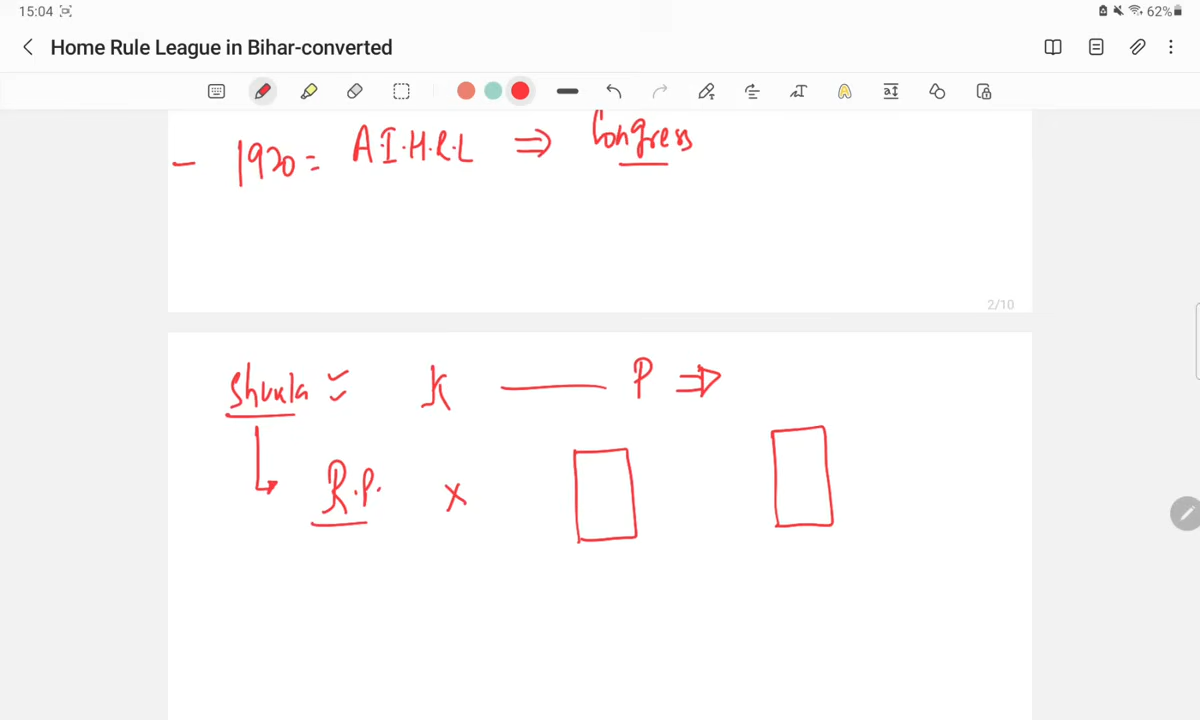 15:04
62%
Home Rule League in Bihar-converted
- 1920 = A.I.H.R.L ⇒ Congress
2/10
Shukla = K — P ⇒
R.P. x